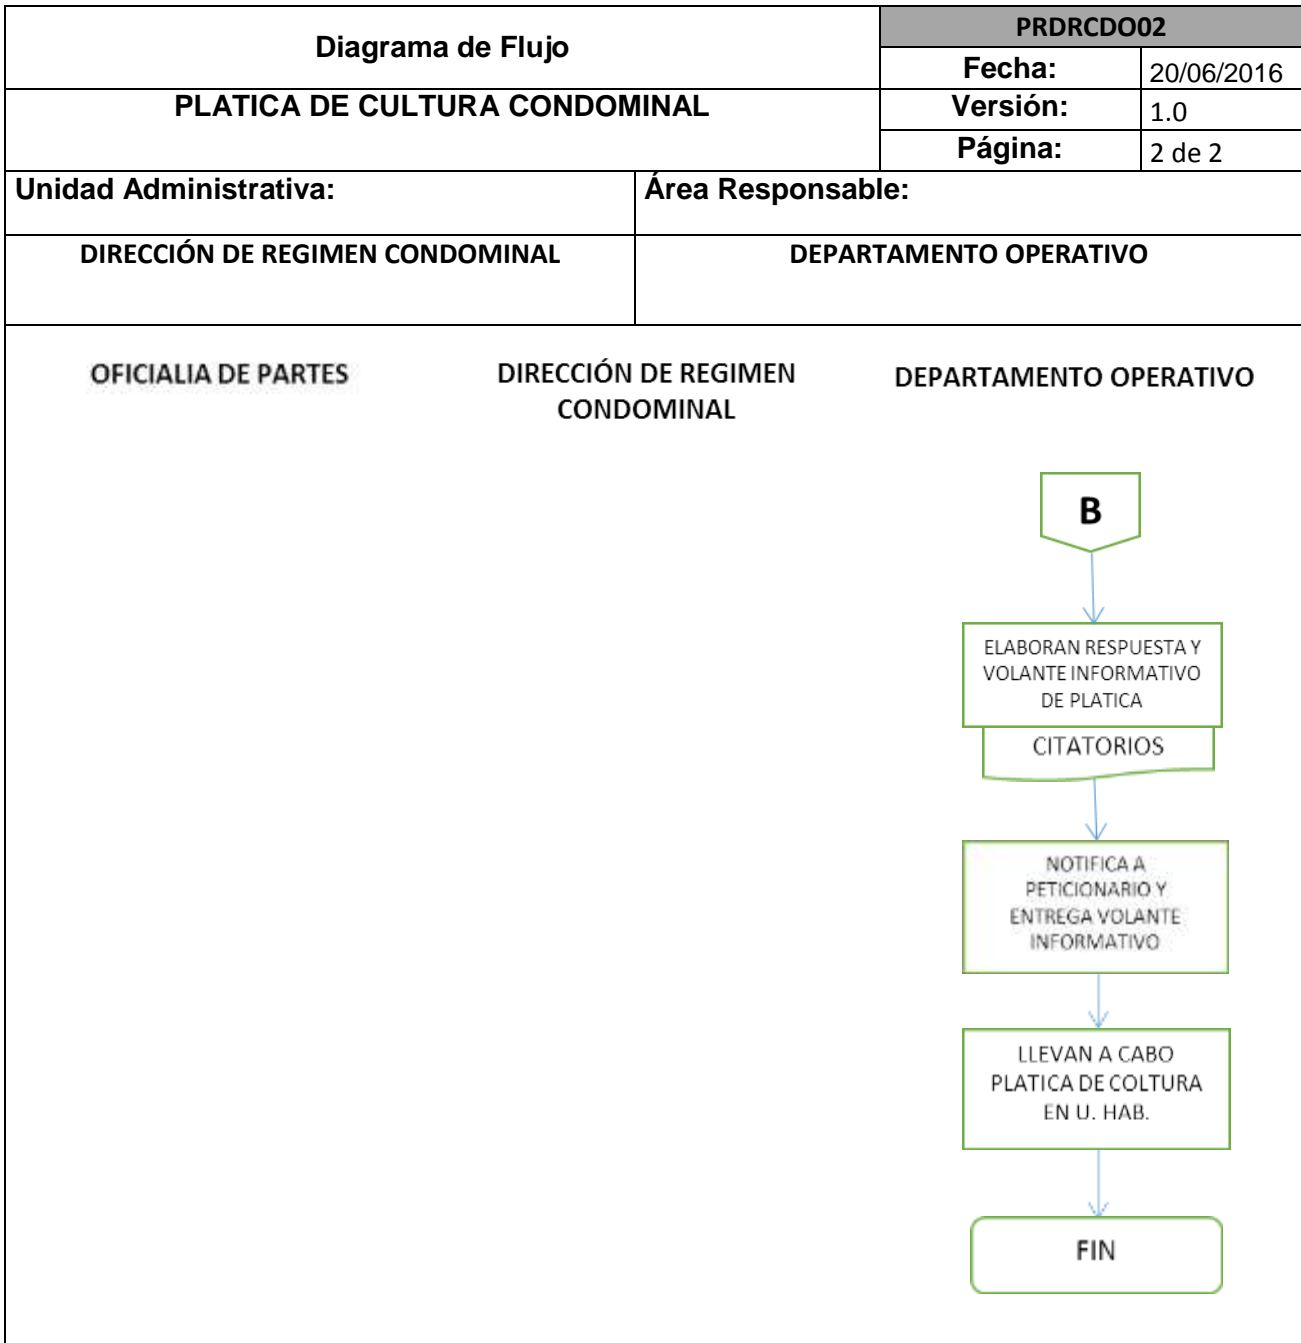 Diagrama de Flujo
PRDRCDO02
Fecha: 20/06/2016
PLATICA DE CULTURA CONDOMINAL
Versión: 1.0
Página: 2 de 2
Unidad Administrativa:
Área Responsable:
DIRECCIÓN DE REGIMEN CONDOMINAL
DEPARTAMENTO OPERATIVO
OFICIALIA DE PARTES
DIRECCIÓN DE REGIMEN
CONDOMINAL
DEPARTAMENTO OPERATIVO
B
ELABORAN RESPUESTA Y
VOLANTE INFORMATIVO
DE PLATICA
CITATORIOS
NOTIFICA A
PETICIONARIO Y
ENTREGA VOLANTE
INFORMATIVO
LLEVAN A CABO
PLATICA DE COLTURA
EN U. HAB.
FIN